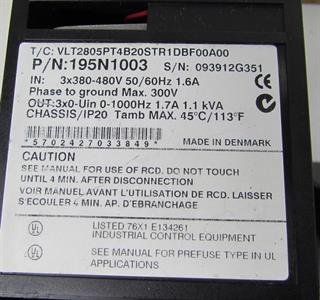 T/C: VLT2805PT4B20STR1DBF00A00
P/N:195N1003 S/N: 093912G351
IN: 3x380-480V 50/60Hz 1.6A
Phase to ground Max. 300V
OUT:3x0-Uin 0-1000Hz 1.7A 1.1 kVA
CHASSIS/IP20 Tamb MAX. 45°C/113°F
*5702427033849* MADE IN DENMARK
CAUTION
SEE MANUAL FOR USE OF RCD. DO NOT TOUCH
UNTIL 4 MIN. AFTER DISCONNECTION
VOIR MANUEL AVANT L'UTILISATION DE RCD. LAISSER
S'ECOULER 4 MIN. AP. D'EBRANCHAGE
UL LISTED 76X1 E134261
INDUSTRIAL CONTROL EQUIPMENT
UL SEE MANUAL FOR PREFUSE TYPE IN UL
APPLICATIONS